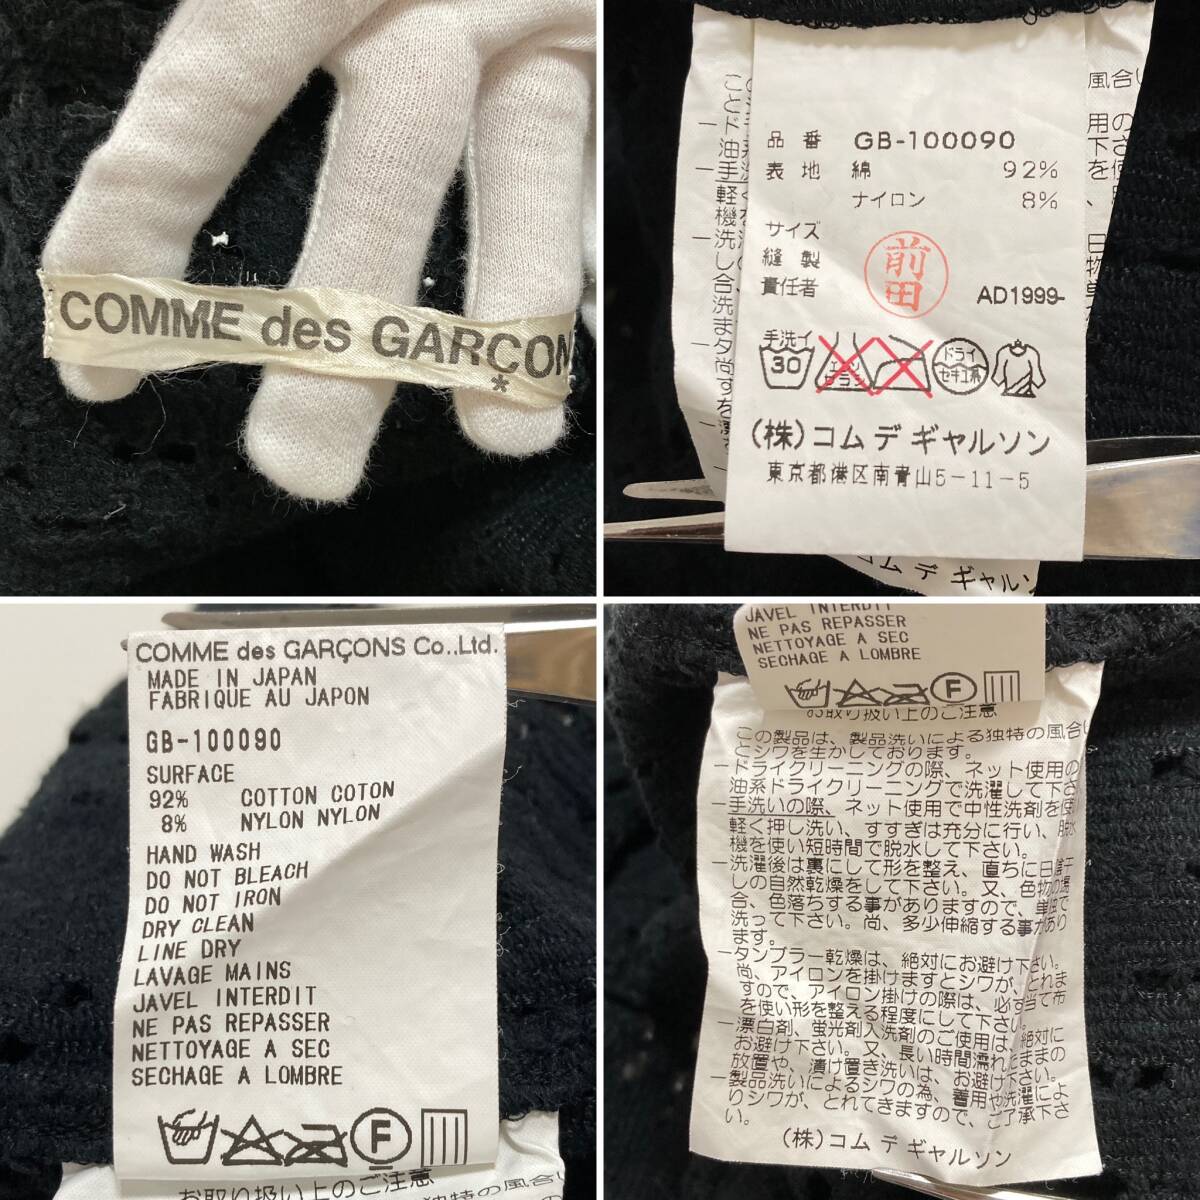 COMME des GARÇON
*
品番 GB-100090
表地 綿 92%
ナイロン 8%
サイズ
縫製
責任者
前田
AD1999-
手洗イ
30
エンソ
サラシ
ドライ
セキユ系
(株)コム デ ギャルソン
東京都港区南青山5-11-5
コム デ ギャルソン
COMME des GARÇONS Co.,Ltd.
MADE IN JAPAN
FABRIQUE AU JAPON
GB-100090
SURFACE
92% COTTON COTON
8% NYLON NYLON
HAND WASH
DO NOT BLEACH
DO NOT IRON
DRY CLEAN
LINE DRY
LAVAGE MAINS
JAVEL INTERDIT
NE PAS REPASSER
NETTOYAGE A SEC
SECHAGE A LOMBRE
F
お取り扱い上のご注意
独特の風合
JAVEL INTERDIT
NE PAS REPASSER
NETTOYAGE A SEC
SECHAGE A LOMBRE
F
お取り扱い上のご注意
この製品は、製品洗いによる独特の風合い
とシワを生かしております。
—ドライクリーニングの際、ネット使用の
油系ドライクリーニングで洗濯して下さ
—手洗いの際、ネット使用で中性洗剤を使
軽く押し洗い、すすぎは充分に行い、脱水
機を使い短時間で脱水して下さい。
—洗濯後は裏にして形を整え、直ちに日陰干
しの自然乾燥をして下さい。又、色物の場
合、色落ちする事がありますので、単独で
洗って下さい。尚、多少伸縮する事があり
ます。
—タンブラー乾燥は、絶対にお避け下さい。
尚、アイロンを掛けますとシワが、とれま
すので、アイロン掛けの際は、必ず当て布
を使い形を整える程度にして下さい。
—漂白剤、蛍光剤入洗剤のご使用は、絶対に
お避け下さい。又、長い時間濡れたままの
放置や、漬け置き洗いは、お避け下さい。
—製品洗いによるシワの為、着用や洗濯によ
りシワが、とれてきますので、ご了承下さ
い。
(株)コム デ ギャルソン